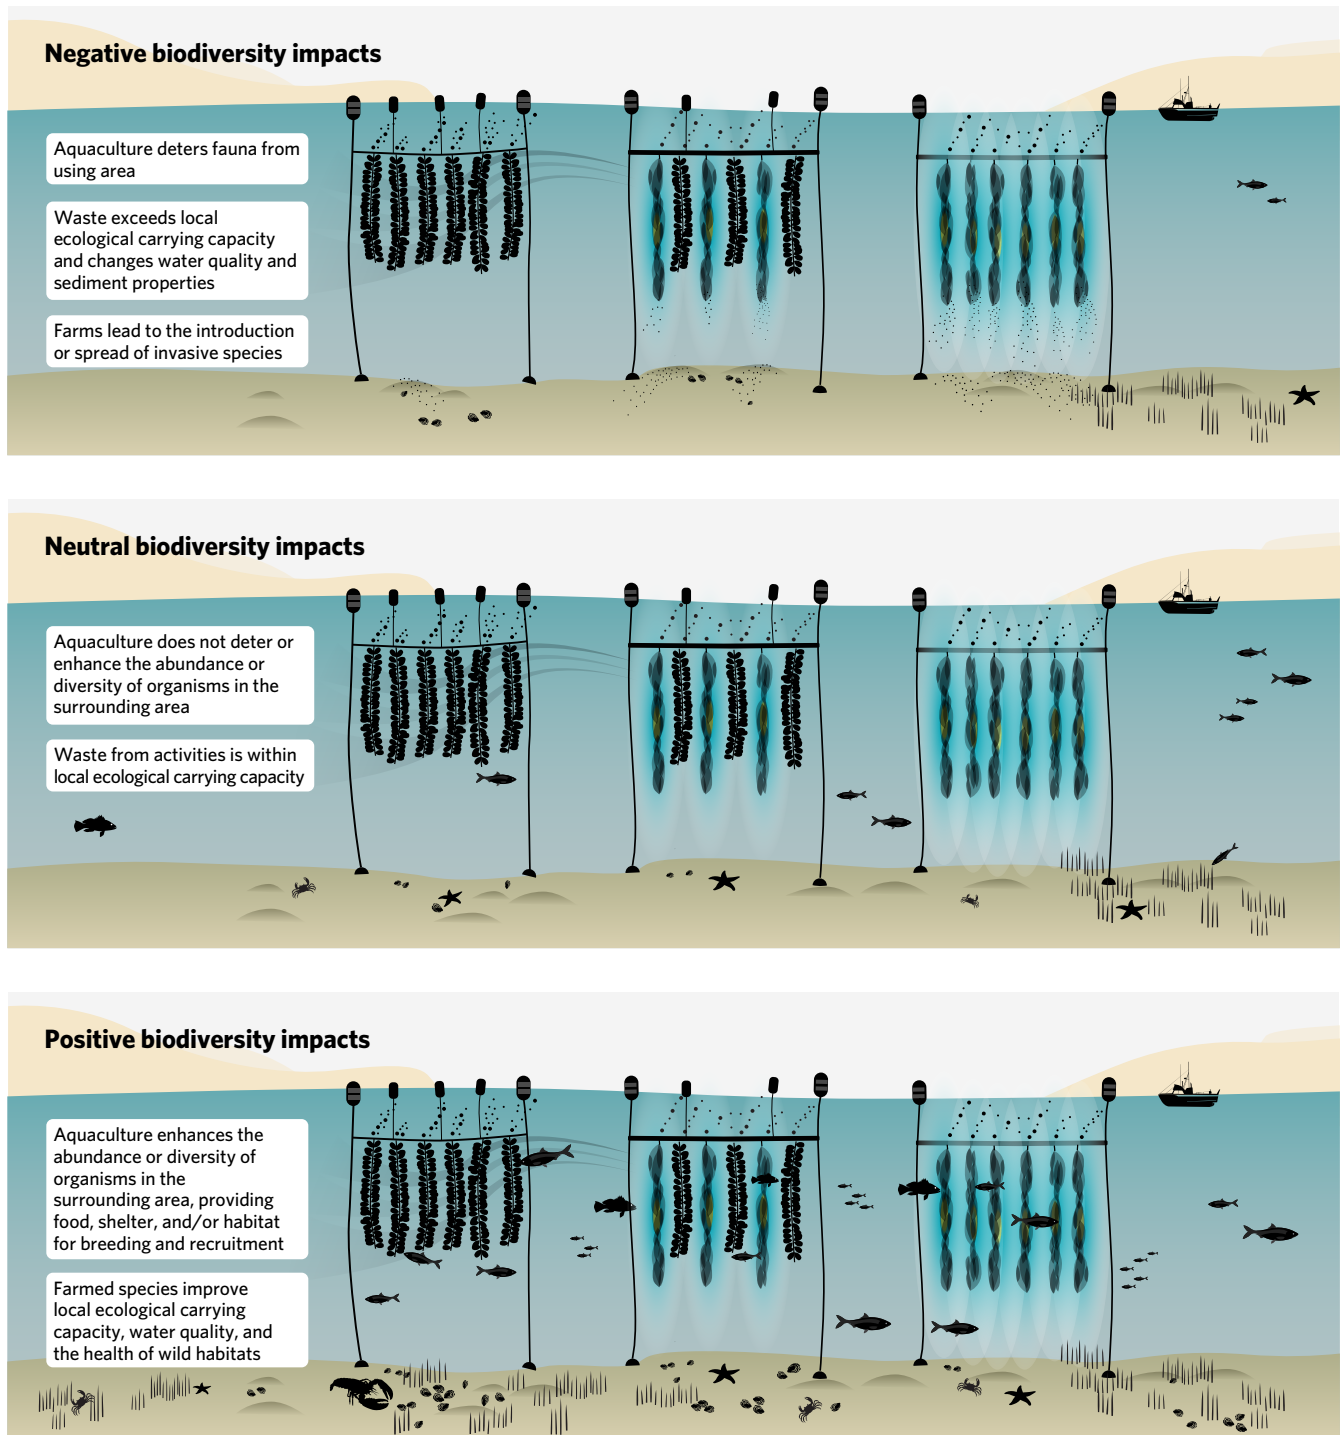 Negative biodiversity impacts
Aquaculture deters fauna from
using area
Waste exceeds local
ecological carrying capacity
and changes water quality and
sediment properties
Farms lead to the introduction
or spread of invasive species
Neutral biodiversity impacts
Aquaculture does not deter or
enhance the abundance or
diversity of organisms in the
surrounding area
Waste from activities is within
local ecological carrying capacity
Positive biodiversity impacts
Aquaculture enhances the
abundance or diversity of
organisms in the
surrounding area, providing
food, shelter, and/or habitat
for breeding and recruitment
Farmed species improve
local ecological carrying
capacity, water quality, and
the health of wild habitats